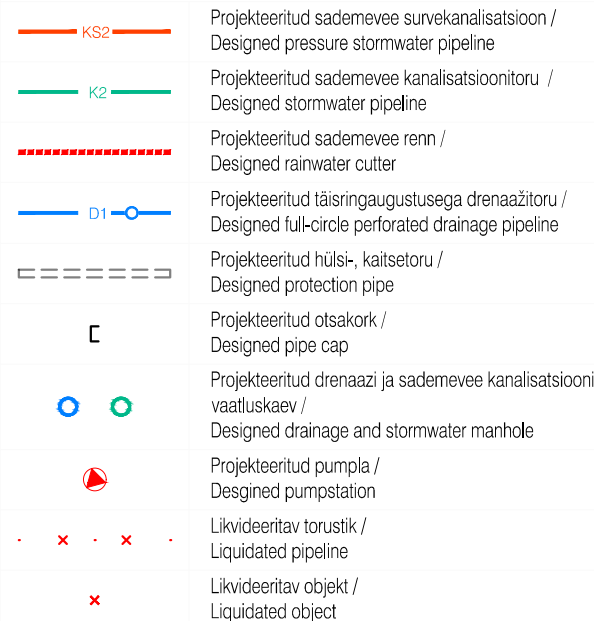 KS2
Projekteeritud sademevee survekanalisatsioon /
Designed pressure stormwater pipeline
K2
Projekteeritud sademevee kanalisatsioonitoru /
Designed stormwater pipeline
Projekteeritud sademevee renn /
Designed rainwater cutter
D1
Projekteeritud täisringaugustusega drenaažitoru /
Designed full-circle perforated drainage pipeline
Projekteeritud hülsi-, kaitsetoru /
Designed protection pipe
Projekteeritud otsakork /
Designed pipe cap
Projekteeritud drenaazi ja sademevee kanalisatsiooni
vaatluskaev /
Designed drainage and stormwater manhole
Projekteeritud pumpla /
Desgined pumpstation
Likvideeritav torustik /
Liquidated pipeline
Likvideeritav objekt /
Liquidated object